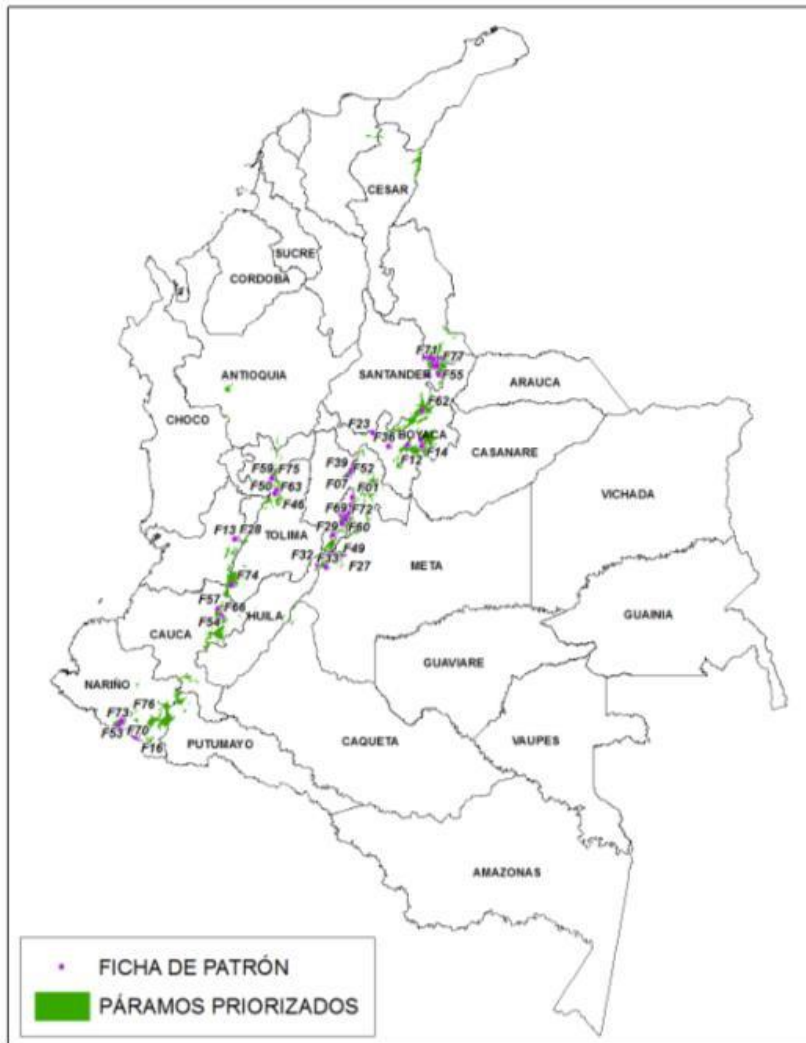 CESAR
SUCRE
CORDOBA
ANTIOQUIA
SANTANDER
F71
F77
F55
ARAUCA
CHOCO
F62
F23
F36
BOYACA
F14
F12
CASANARE
F39
F52
F07
F59
F75
F50
F63
F01
F46
VICHADA
F69
F72
F13
F28
TOLIMA
F29
F60
F32
F33
F49
F27
META
F74
F57
F66
F54
HUILA
GUAINIA
CAUCA
GUAVIARE
NARIÑO
F76
F73
F53
F70
F16
PUTUMAYO
CAQUETA
VAUPES
AMAZONAS
FICHA DE PATRÓN
PÁRAMOS PRIORIZADOS